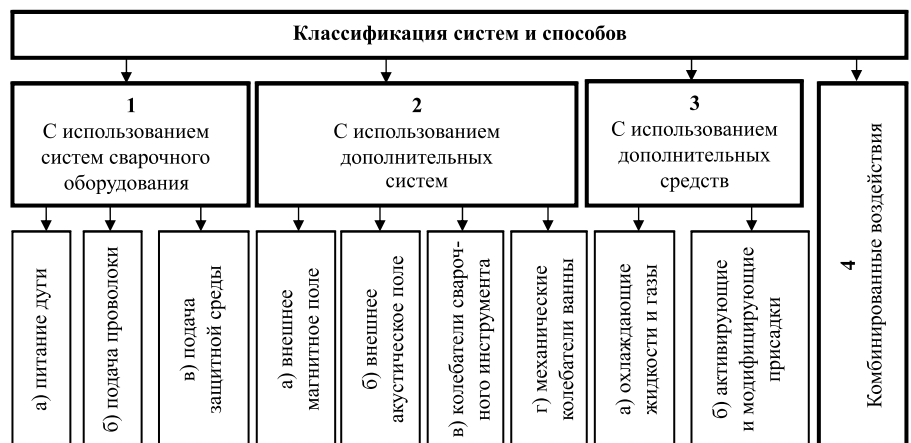 Классификация систем и способов
1
С использованием
систем сварочного
оборудования
2
С использованием
дополнительных
систем
3
С использованием
дополнительных
средств
4
Комбинированные воздействия
а) питание дуги
б) подача проволоки
в) подача
защитной среды
а) внешнее
магнитное поле
б) внешнее
акустическое поле
в) колебатели свароч-
ного инструмента
г) механические
колебатели ванны
а) охлаждающие
жидкости и газы
б) активирующие
и модифицирующие
присадки